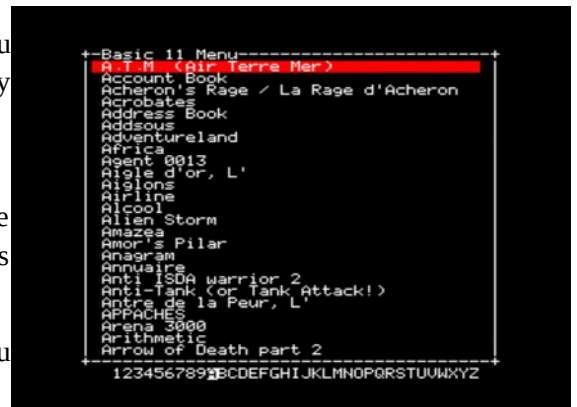 u
y
e
s
u
+-Basic 11 Menu-----------------------------+
A.T.M (Air Terre Mer)
Account Book
Acheron's Rage / La Rage d'Acheron
Acrobates
Address Book
Addsous
Adventureland
Africa
Agent 0013
Aigle d'or, L'
Aiglons
Airline
Alcool
Alien Storm
Amazea
Amor's Pilar
Anagram
Annuaire
Anti ISDA warrior 2
Anti-Tank (or Tank Attack!)
Antre de la Peur, L'
APPACHES
Arena 3000
Arithmetic
Arrow of Death part 2
+-------------------------------------------+
123456789ABCDEFGHIJKLMNOPQRSTUVWXYZ